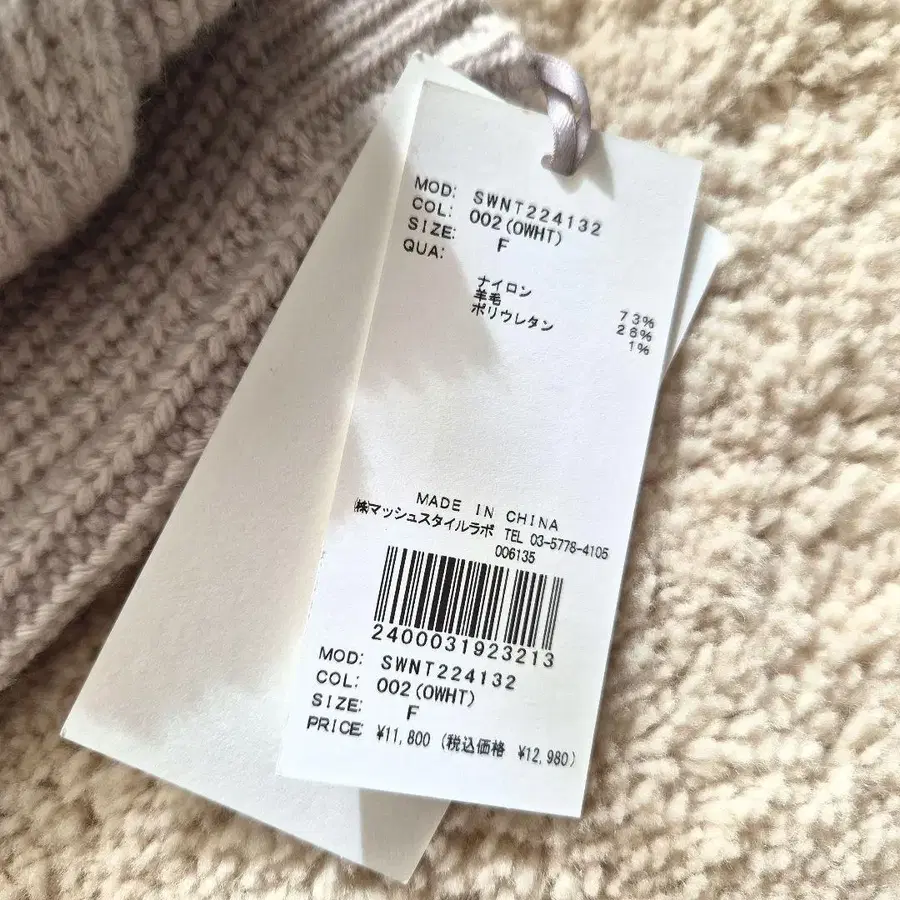 MOD: SWNT224132
COL: 002(OWHT)
SIZE: F
QUA:
ナイロン 73%
羊毛 26%
ポリウレタン 1%
MADE IN CHINA
㈱マッシュスタイルラボ TEL 03-5778-4105
006135
2400031923213
MOD: SWNT224132
COL: 002(OWHT)
SIZE: F
PRICE: ¥11,800 (税込価格 ¥12,980)